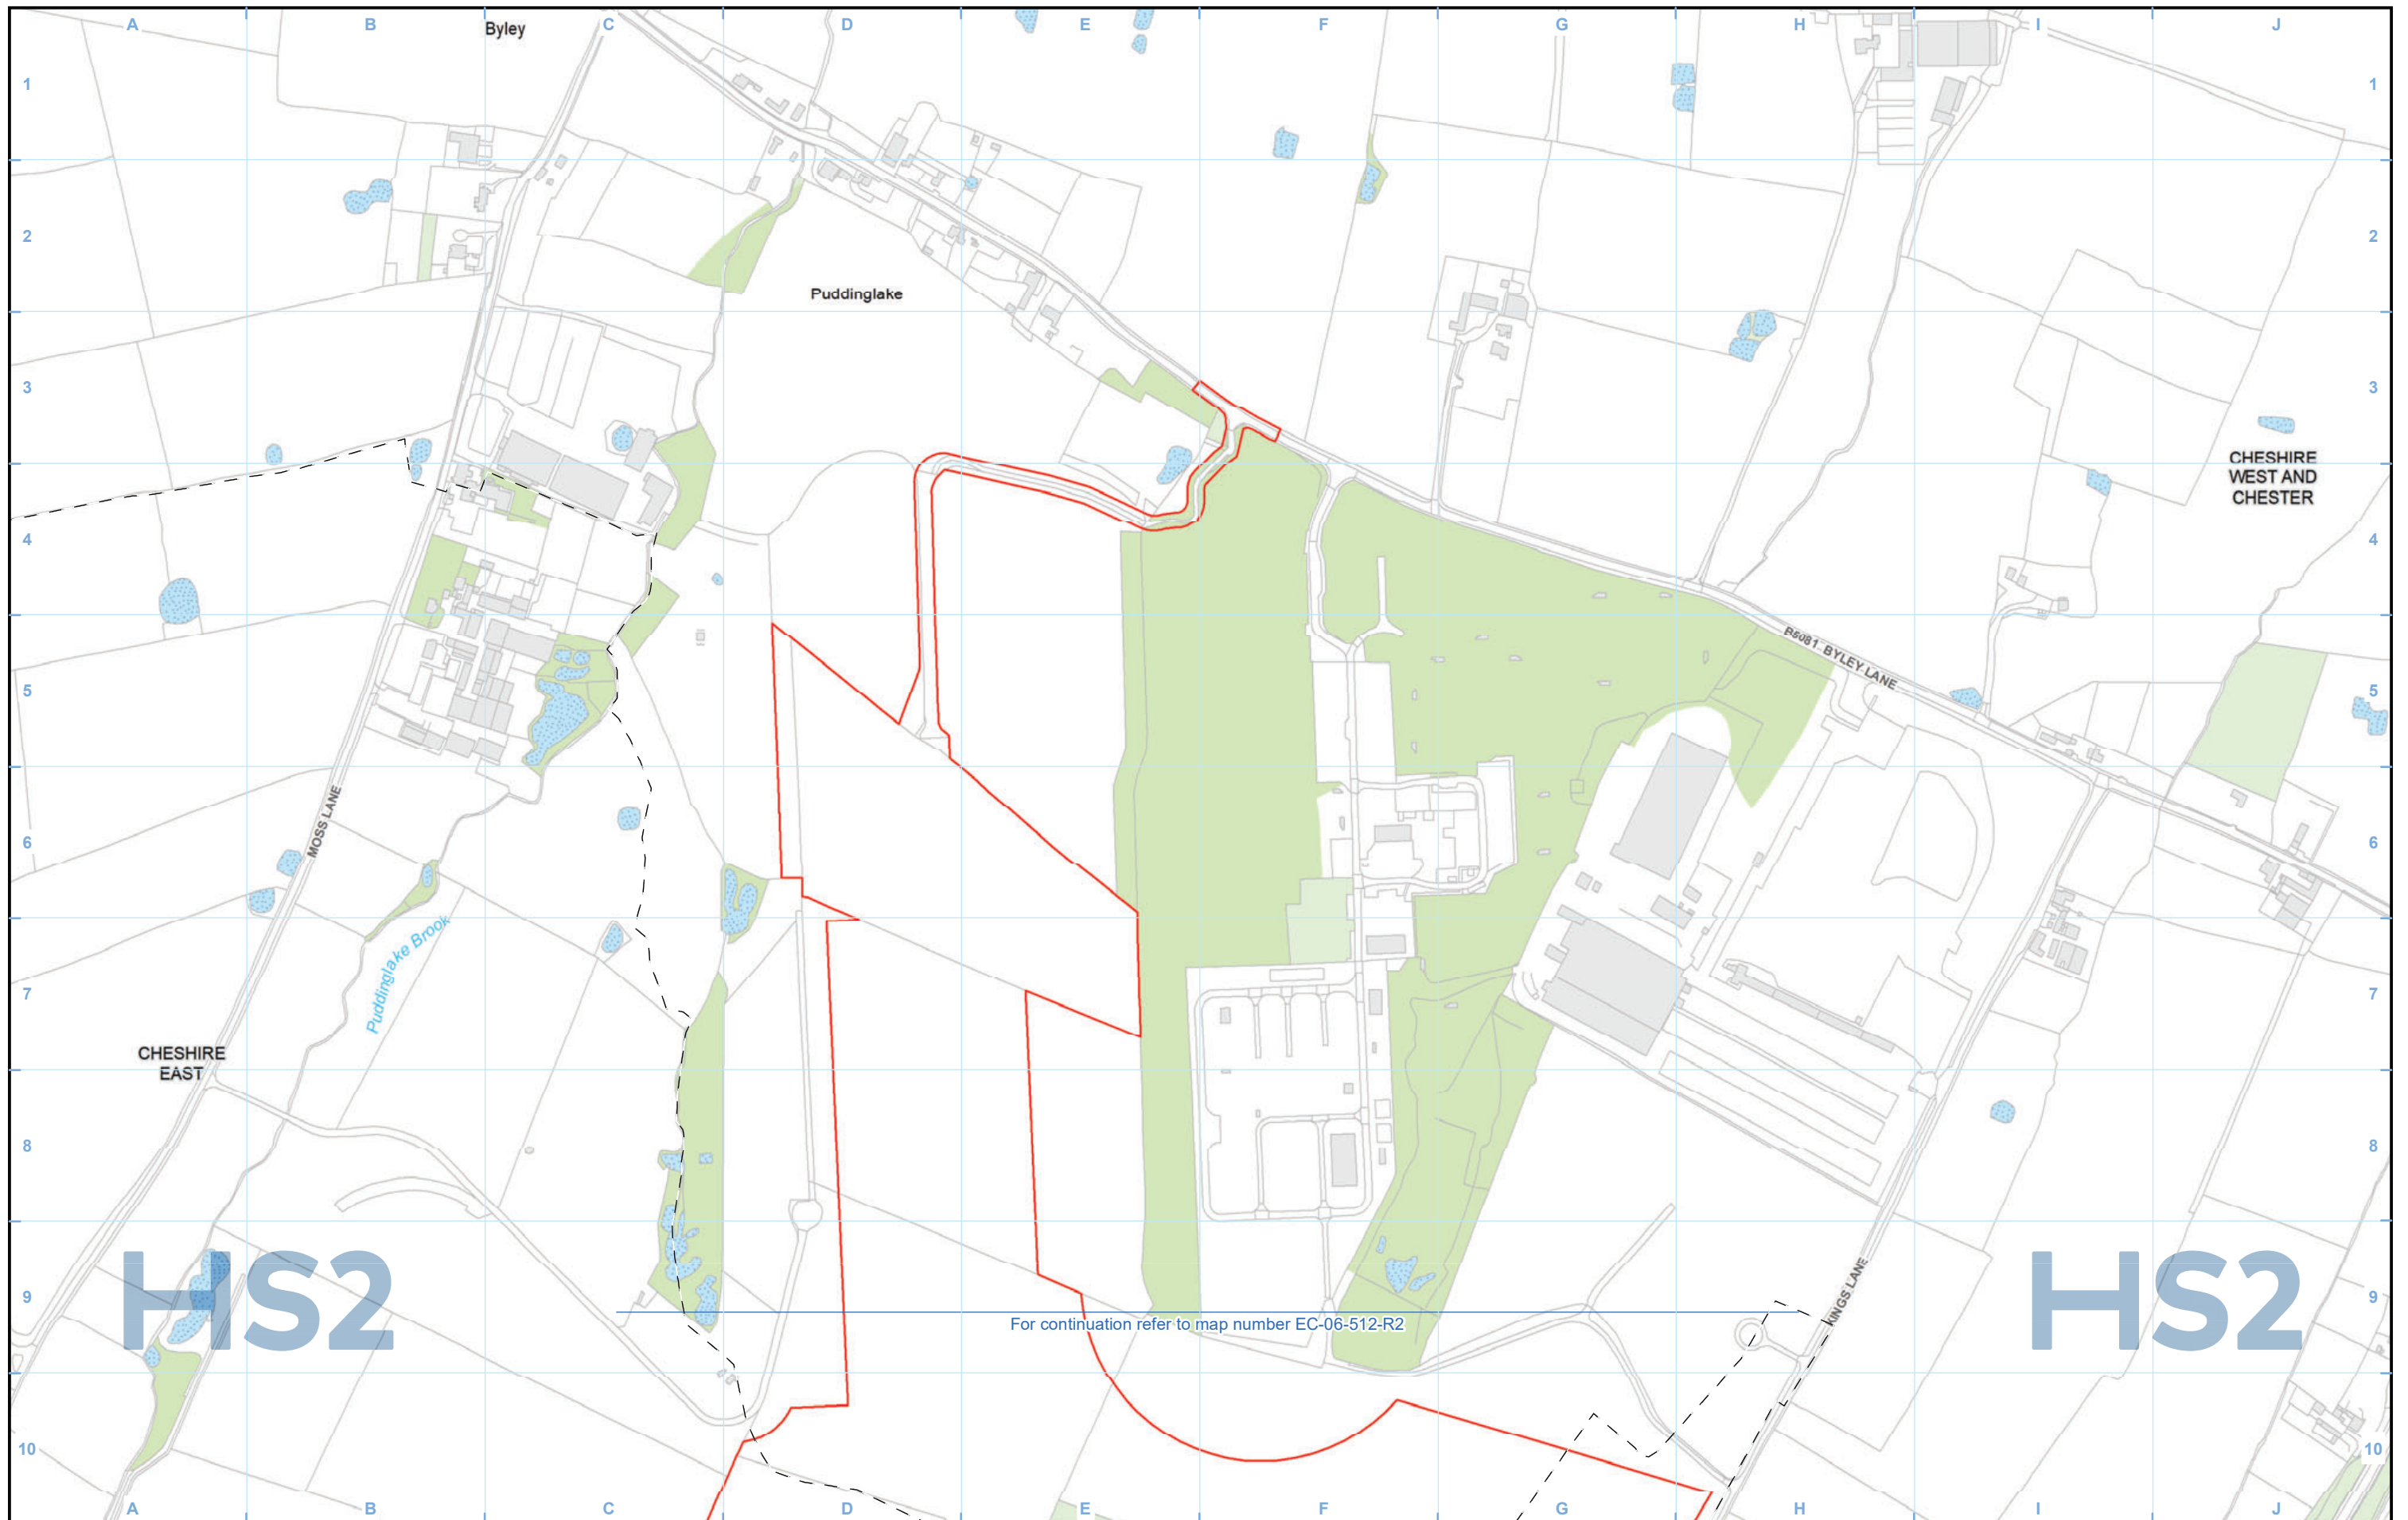 A B C D E F G H I J
Byley
1 1
2 2
Puddinglake
3 3
CHESHIRE
WEST AND
CHESTER
4 4
B5081 BYLEY LANE
5 5
MOSS LANE
6 6
Puddinglake Brook
7 7
CHESHIRE
EAST
8 8
HS2 HS2
KINGS LANE
9 9
For continuation refer to map number EC-06-512-R2
10 10
A B C D E F G H I J